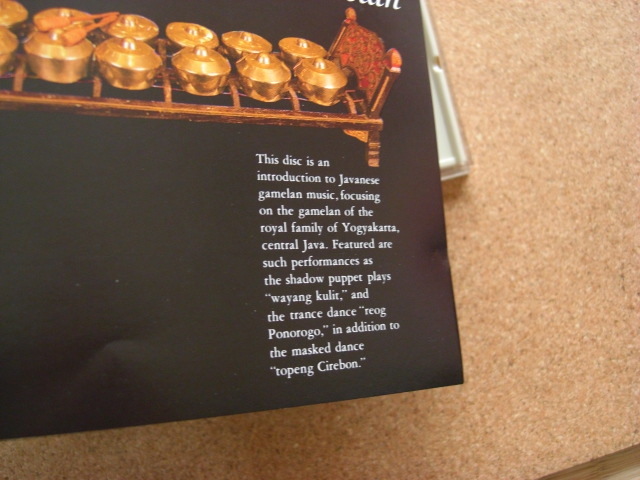 This disc is an
introduction to Javanese
gamelan music, focusing
on the gamelan of the
royal family of Yogyakarta,
central Java. Featured are
such performances as
the shadow puppet plays
"wayang kulit," and
the trance dance "reog
Ponorogo," in addition to
the masked dance
"topeng Cirebon."